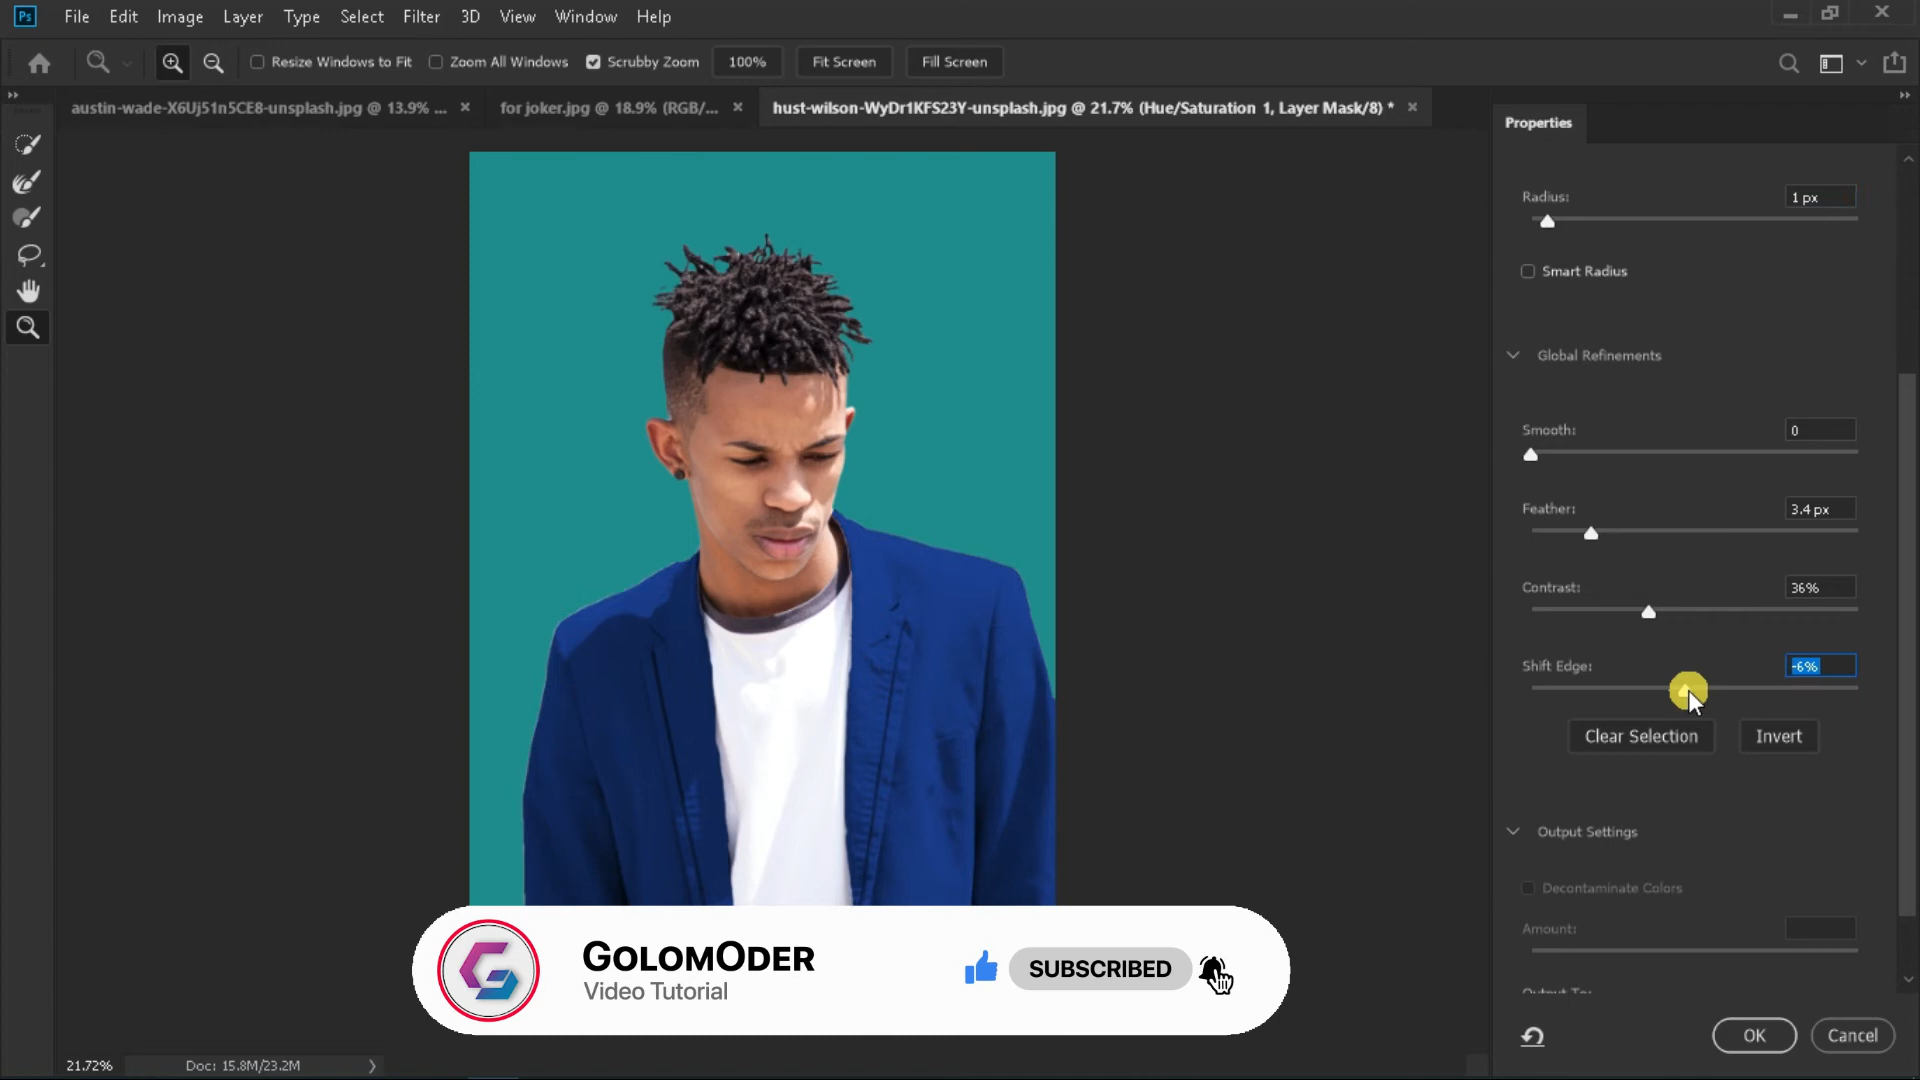 Ps File Edit Image Layer Type Select Filter 3D View Window Help
Resize Windows to Fit Zoom All Windows Scrubby Zoom 100% Fit Screen Fill Screen
austin-wade-X6Uj51n5CE8-unsplash.jpg @ 13.9% ... for joker.jpg @ 18.9% (RGB/... hust-wilson-WyDr1KFS23Y-unsplash.jpg @ 21.7% (Hue/Saturation 1, Layer Mask/8) *
Properties
Radius: 1 px
Smart Radius
Global Refinements
Smooth: 0
Feather: 3.4 px
Contrast: 36%
Shift Edge: -6%
Clear Selection Invert
Output Settings
Decontaminate Colors
Amount:
Output To:
OK Cancel
GOLOMODER
Video Tutorial
SUBSCRIBED
21.72% Doc: 15.8M/23.2M